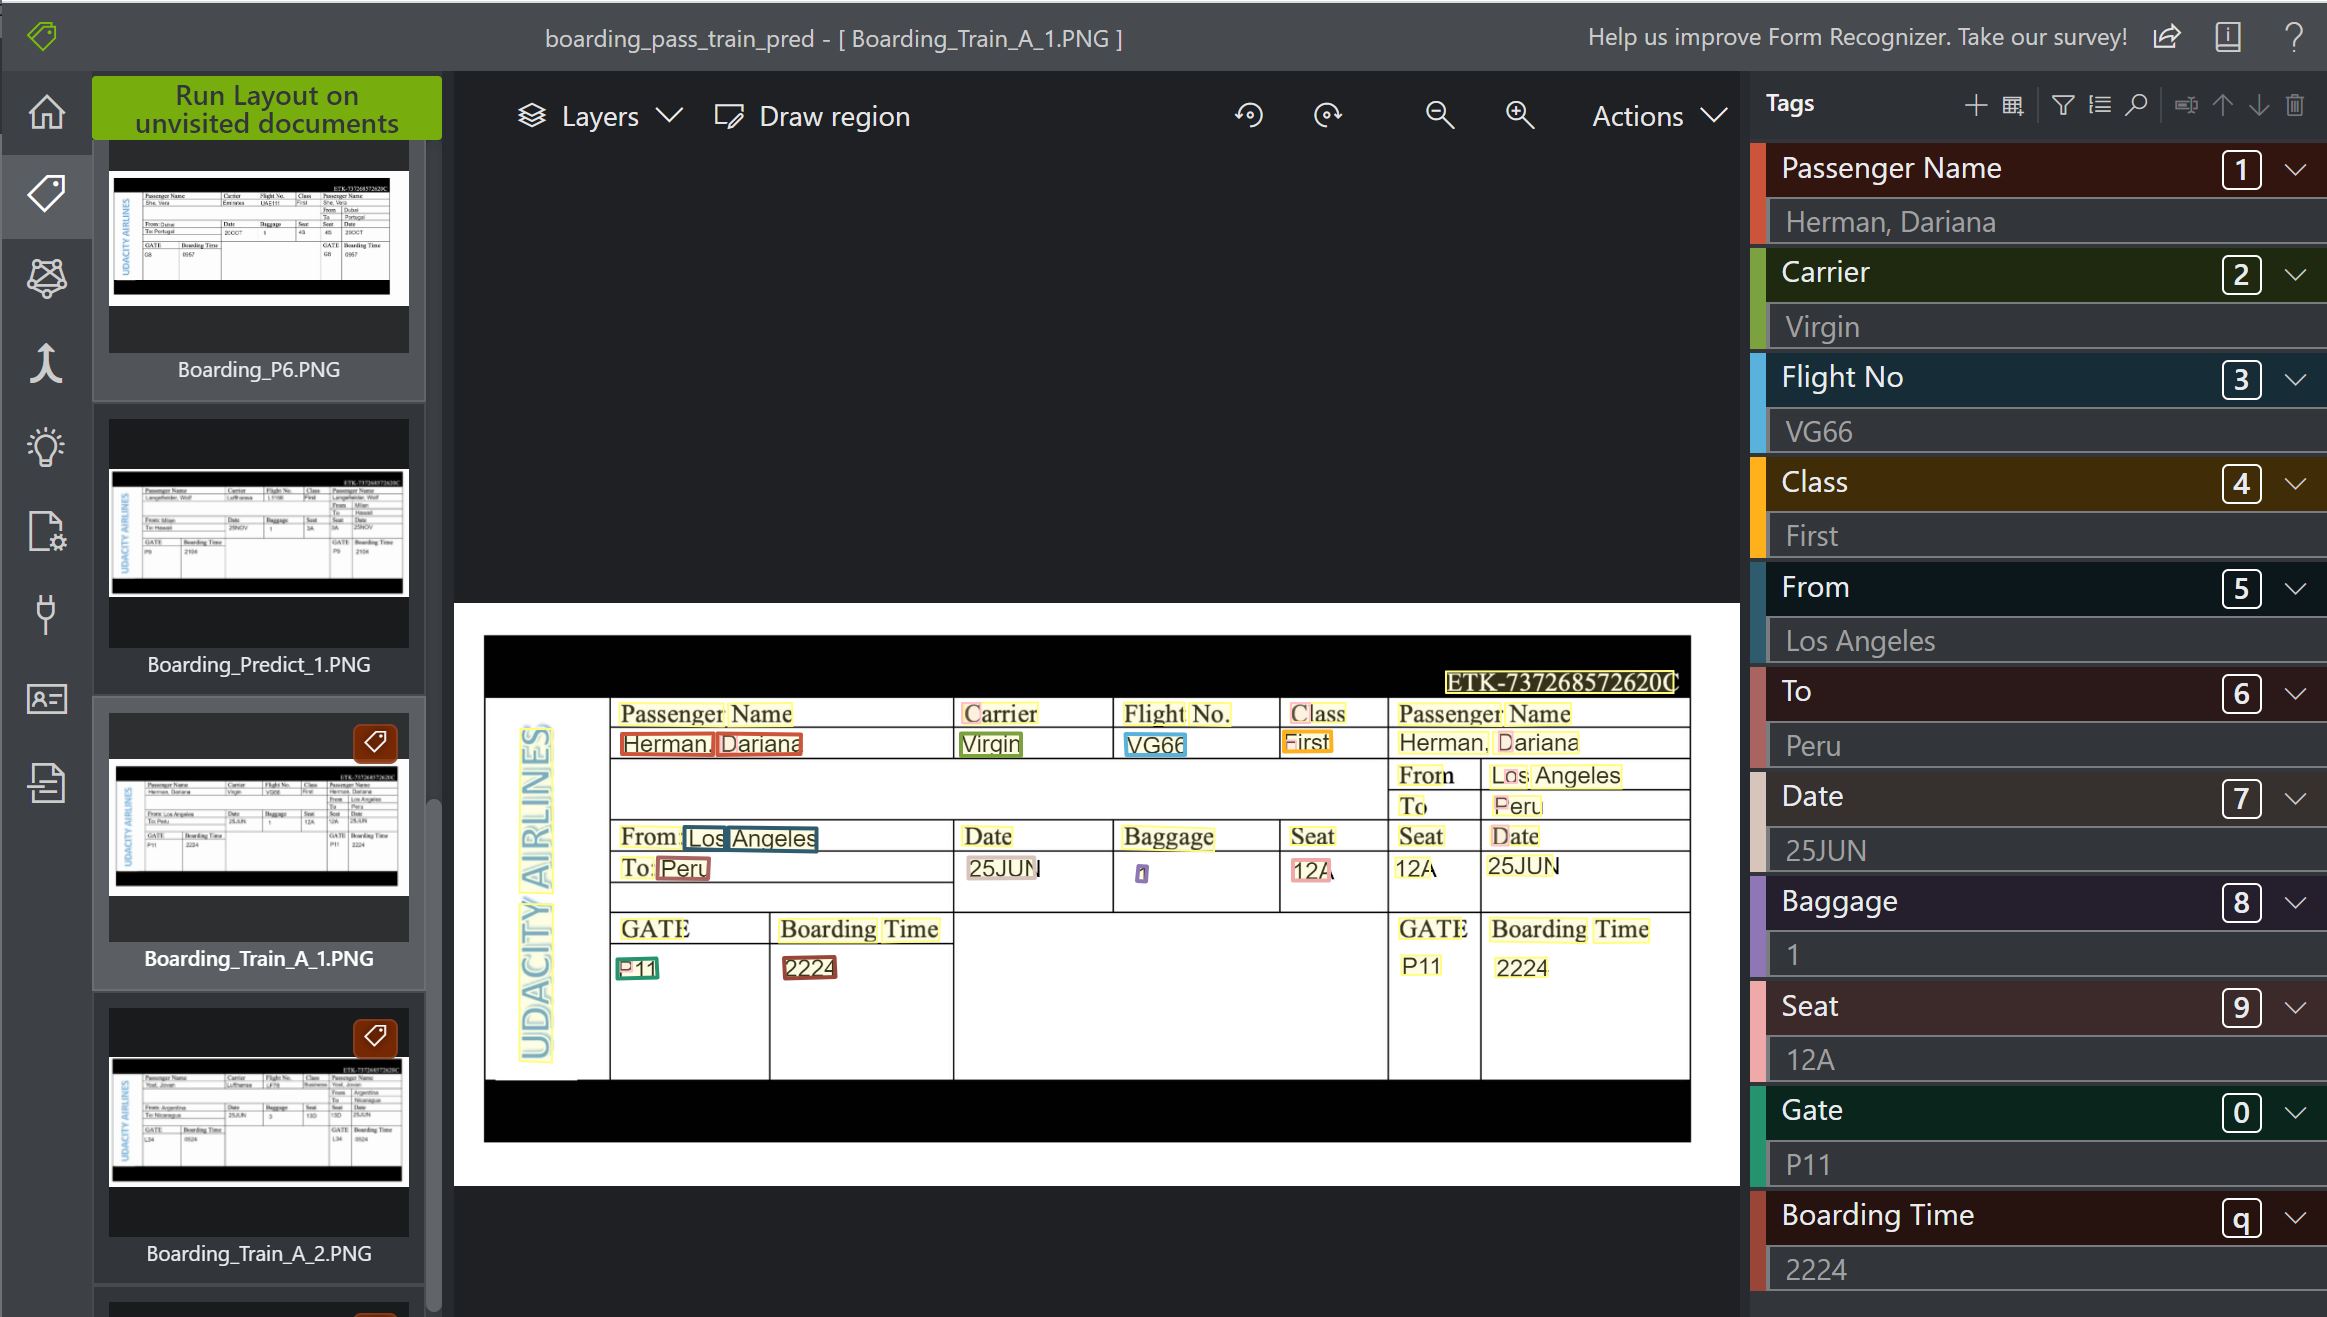 boarding_pass_train_pred - [ Boarding_Train_A_1.PNG ]
Help us improve Form Recognizer. Take our survey!
Run Layout on
unvisited documents
Boarding_P6.PNG
Boarding_Predict_1.PNG
Boarding_Train_A_1.PNG
Boarding_Train_A_2.PNG
Layers
Draw region
Actions
ETK-737268572620C
UDACITY AIRLINES
Passenger Name Carrier Flight No. Class Passenger Name
Herman, Dariana Virgin VG66 First Herman, Dariana
From Los Angeles
To Peru
From: Los Angeles Date Baggage Seat Seat Date
To: Peru 25JUN 1 12A 12A 25JUN
GATE Boarding Time GATE Boarding Time
P11 2224 P11 2224
Tags
Passenger Name 1
Herman, Dariana
Carrier 2
Virgin
Flight No 3
VG66
Class 4
First
From 5
Los Angeles
To 6
Peru
Date 7
25JUN
Baggage 8
1
Seat 9
12A
Gate 0
P11
Boarding Time q
2224